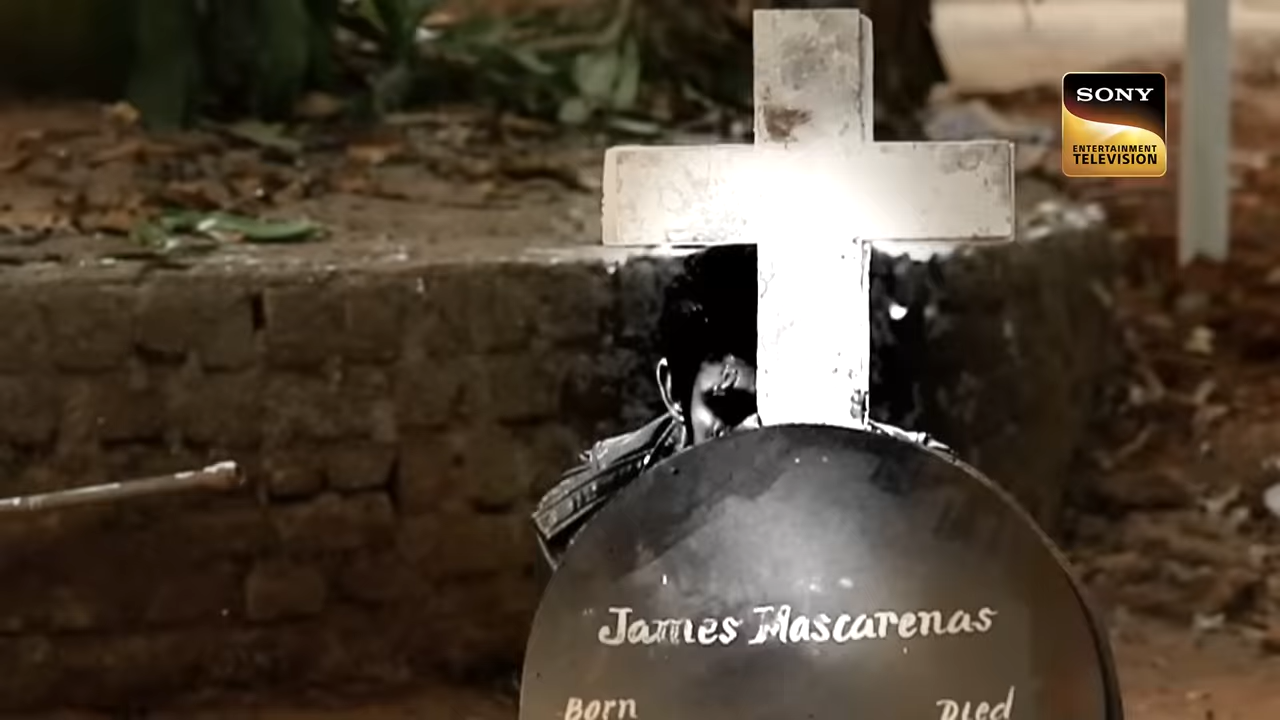 SONY
ENTERTAINMENT
TELEVISION
James Mascarenas
Born Died